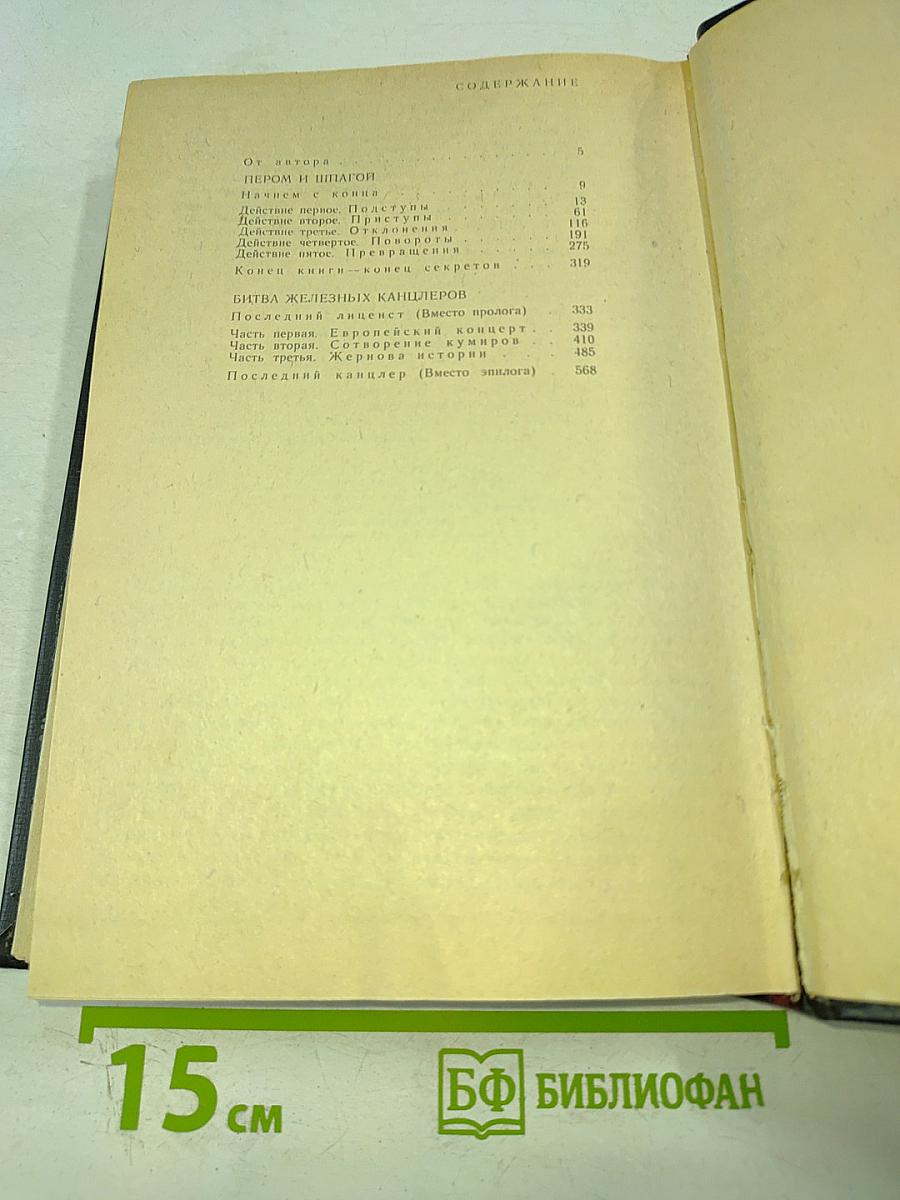 СОДЕРЖАНИЕ
От автора . . . . . . . . . . . . . . . 5
ПЕРОМ И ШПАГОЙ
Начнем с конца . . . . . . . . . . 9
Действие первое. Подступы . . . . . . . . 13
Действие второе. Приступы . . . . . . . . 61
Действие третье. Отклонения . . . . . . . 116
Действие четвертое. Повороты . . . . . . 191
Действие пятое. Превращения . . . . . . 275
Конец книги — конец секретов . . . 319
БИТВА ЖЕЛЕЗНЫХ КАНЦЛЕРОВ
Последний лицеист (Вместо пролога) . 333
Часть первая. Европейский концерт . . 339
Часть вторая. Сотворение кумиров . . 410
Часть третья. Жернова истории . . . 485
Последний канцлер (Вместо эпилога) . 568
15 см
БФ БИБЛИОФАН